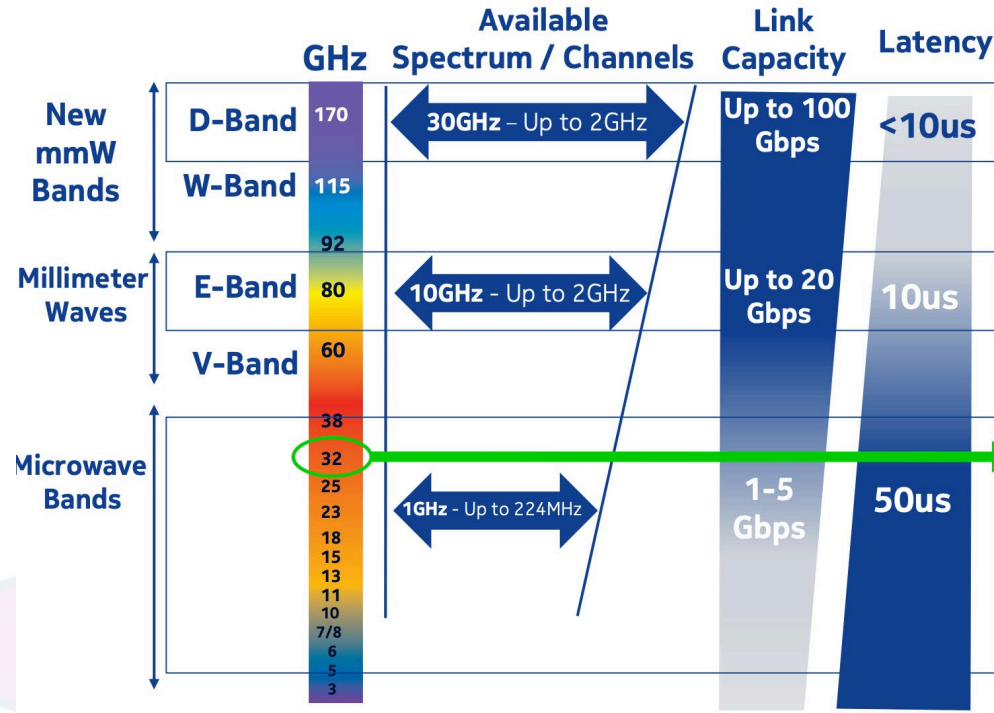 GHz
Available
Spectrum / Channels
Link
Capacity
Latency
New
mmW
Bands
D-Band
170
30GHz – Up to 2GHz
Up to 100
Gbps
<10us
W-Band
115
92
Millimeter
Waves
E-Band
80
10GHz - Up to 2GHz
Up to 20
Gbps
10us
V-Band
60
38
Microwave
Bands
32
25
23
18
15
13
11
10
7/8
6
5
3
1GHz - Up to 224MHz
1-5
Gbps
50us